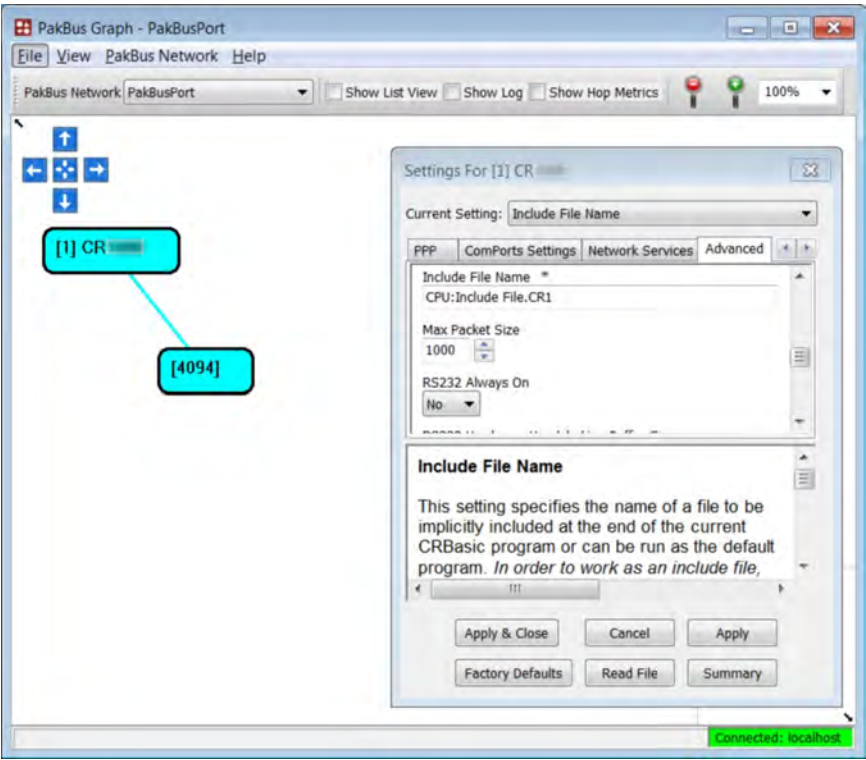 PakBus Graph - PakBusPort
File View PakBus Network Help
PakBus Network PakBusPort Show List View Show Log Show Hop Metrics 100%
[1] CR
[4094]
Settings For [1] CR
Current Setting: Include File Name
PPP ComPorts Settings Network Services Advanced
Include File Name *
CPU:Include File.CR1
Max Packet Size
1000
RS232 Always On
No
Include File Name
This setting specifies the name of a file to be
implicitly included at the end of the current
CRBasic program or can be run as the default
program. In order to work as an include file,
Apply & Close Cancel Apply
Factory Defaults Read File Summary
Connected: localhost